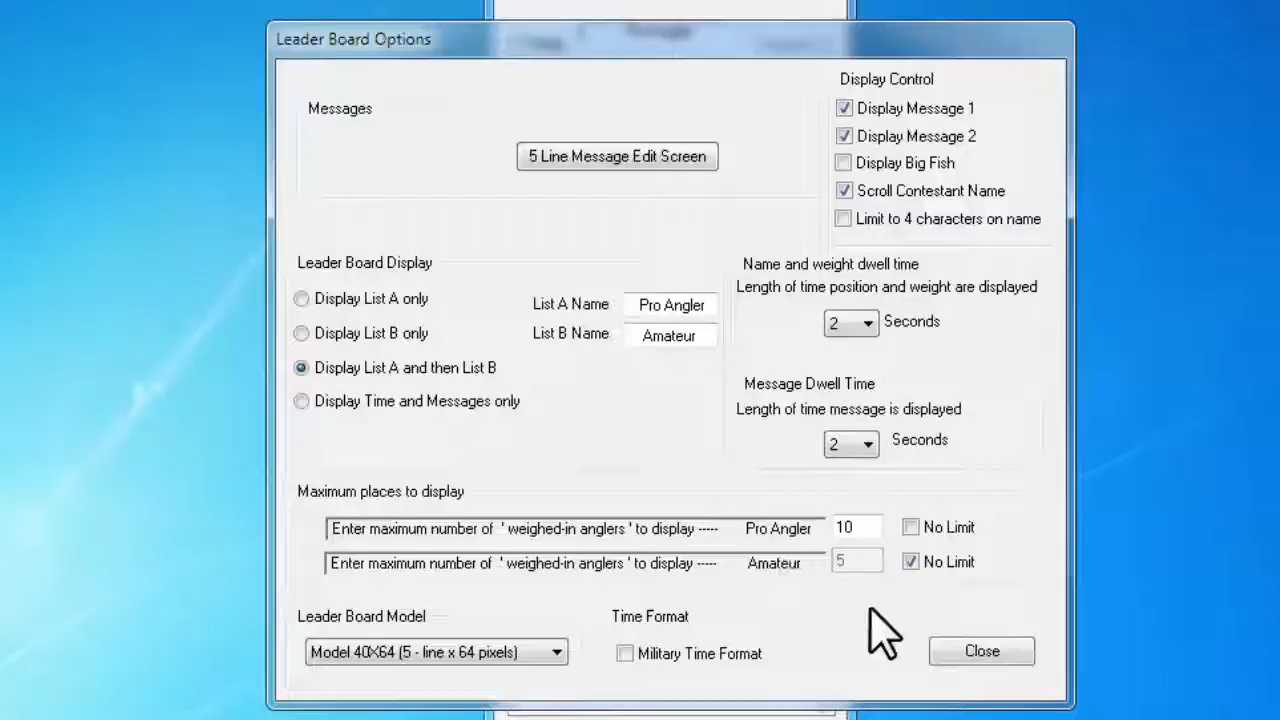 Leader Board Options
Display Control
Messages
Display Message 1
Display Message 2
5 Line Message Edit Screen
Display Big Fish
Scroll Contestant Name
Limit to 4 characters on name
Leader Board Display
Name and weight dwell time
Length of time position and weight are displayed
Display List A only
List A Name Pro Angler
2 Seconds
Display List B only
List B Name Amateur
Display List A and then List B
Message Dwell Time
Display Time and Messages only
Length of time message is displayed
2 Seconds
Maximum places to display
Enter maximum number of ' weighed-in anglers ' to display ----- Pro Angler 10 No Limit
Enter maximum number of ' weighed-in anglers ' to display ----- Amateur 5 No Limit
Leader Board Model
Time Format
Model 40X64 (5 - line x 64 pixels)
Military Time Format
Close